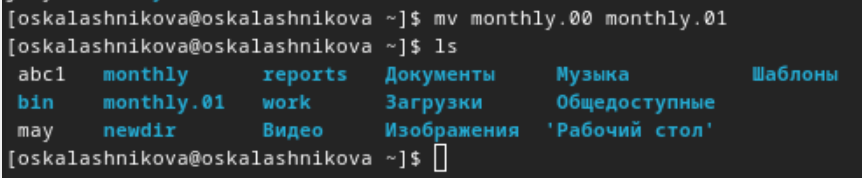 [oskalashnikova@oskalashnikova ~]$ mv monthly.00 monthly.01
[oskalashnikova@oskalashnikova ~]$ ls
abc1 monthly reports Документы Музыка Шаблоны
bin monthly.01 work Загрузки Общедоступные
may newdir Видео Изображения 'Рабочий стол'
[oskalashnikova@oskalashnikova ~]$